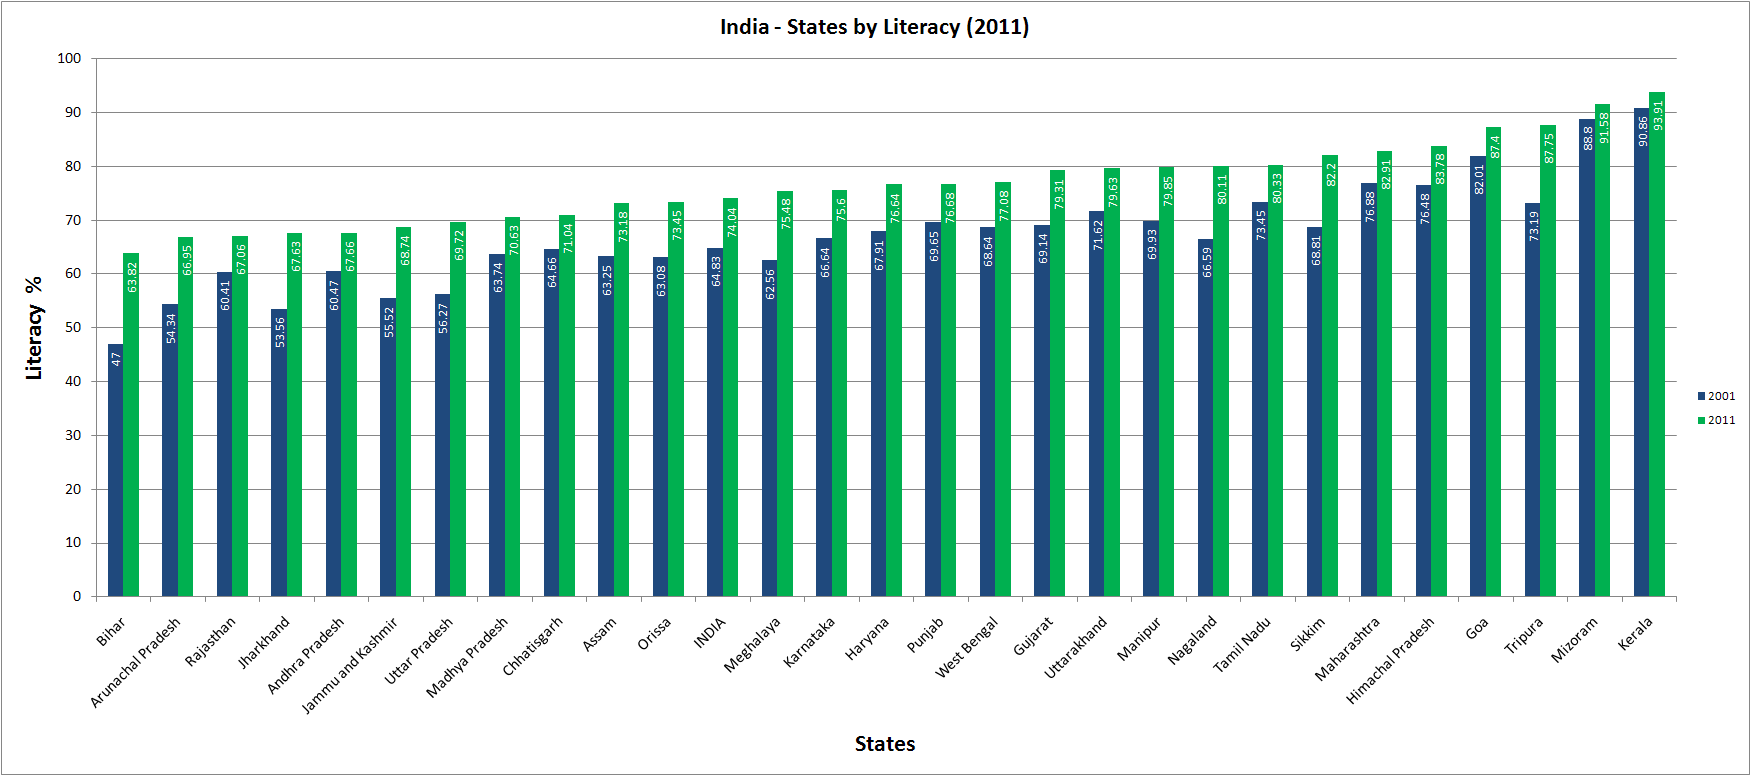 India - States by Literacy (2011)
100
90
80
70
60
50
40
30
20
10
0
Literacy %
47
63.82
54.34
66.95
60.41
67.06
53.56
67.63
60.47
67.66
55.52
68.74
56.27
69.72
63.74
70.63
64.66
71.04
63.25
73.18
63.08
73.45
64.83
74.04
62.56
75.48
66.64
75.6
67.91
76.64
69.65
76.68
68.64
77.08
69.14
79.31
71.62
79.63
69.93
79.85
66.59
80.11
73.45
80.33
68.81
82.2
76.88
82.91
76.48
83.78
82.01
87.4
73.19
87.75
88.8
91.58
90.86
93.91
Bihar
Arunachal Pradesh
Rajasthan
Jharkhand
Andhra Pradesh
Jammu and Kashmir
Uttar Pradesh
Madhya Pradesh
Chhatisgarh
Assam
Orissa
INDIA
Meghalaya
Karnataka
Haryana
Punjab
West Bengal
Gujarat
Uttarakhand
Manipur
Nagaland
Tamil Nadu
Sikkim
Maharashtra
Himachal Pradesh
Goa
Tripura
Mizoram
Kerala
States
2001
2011